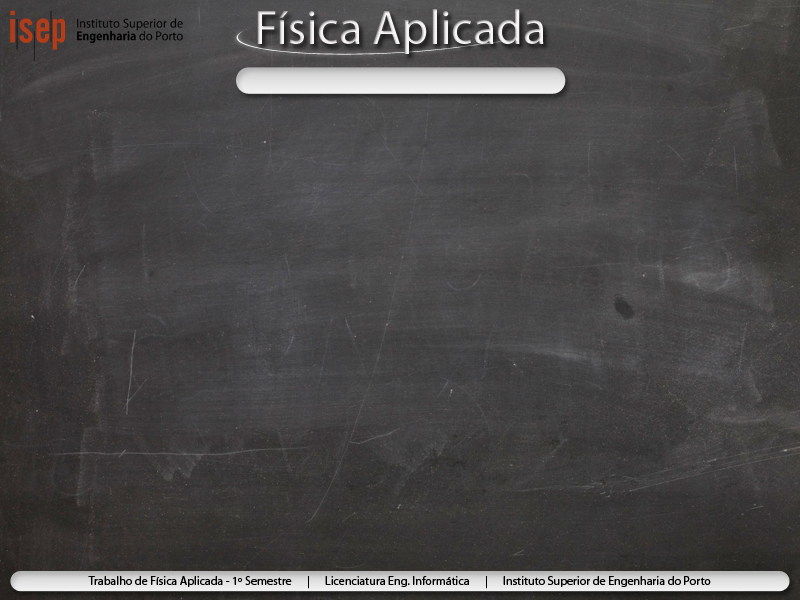 isep Instituto Superior de
Engenharia do Porto
Física Aplicada
Trabalho de Física Aplicada - 1º Semestre | Licenciatura Eng. Informática | Instituto Superior de Engenharia do Porto